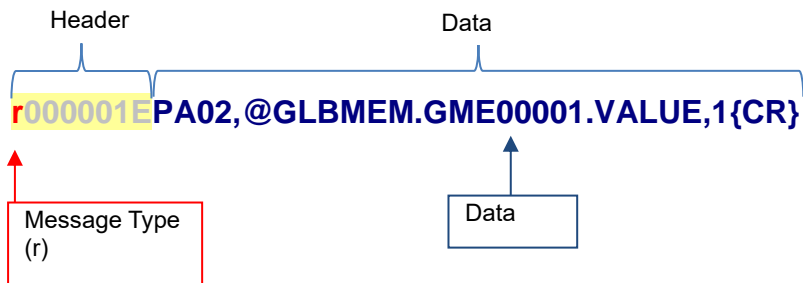 Header Data
r000001EPA02,@GLBMEM.GME00001.VALUE,1{CR}
Message Type Data
(r)